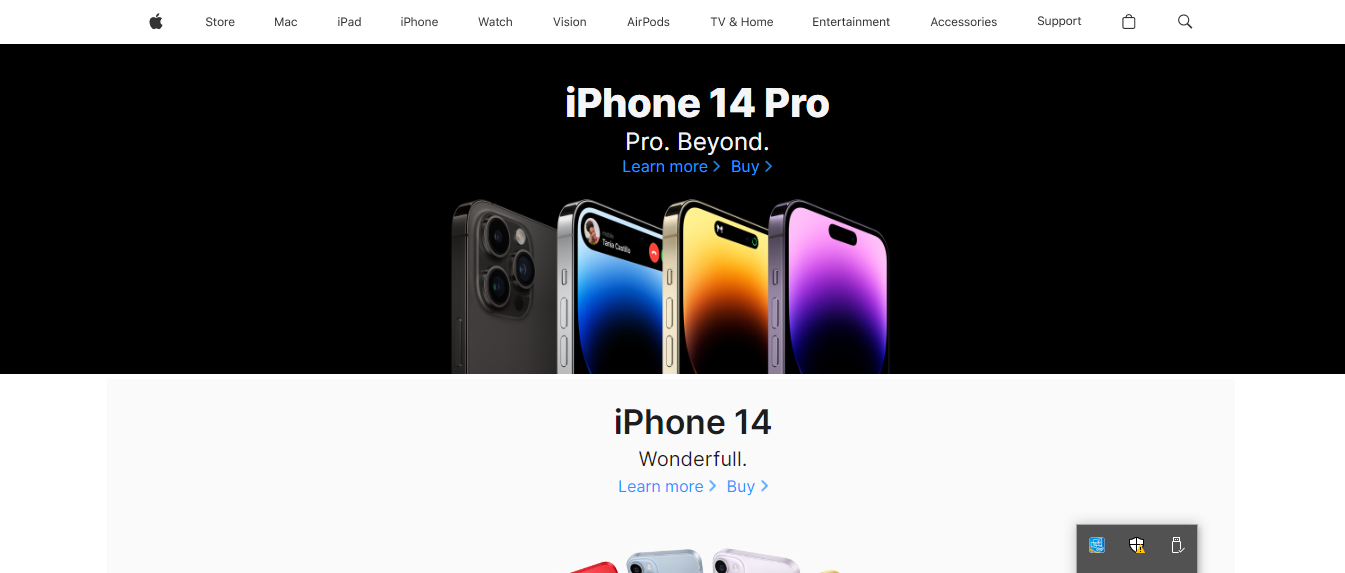 Store Mac iPad iPhone Watch Vision AirPods TV & Home Entertainment Accessories Support
iPhone 14 Pro
Pro. Beyond.
Learn more > Buy >
Tania Castillo
iPhone 14
Wonderfull.
Learn more > Buy >